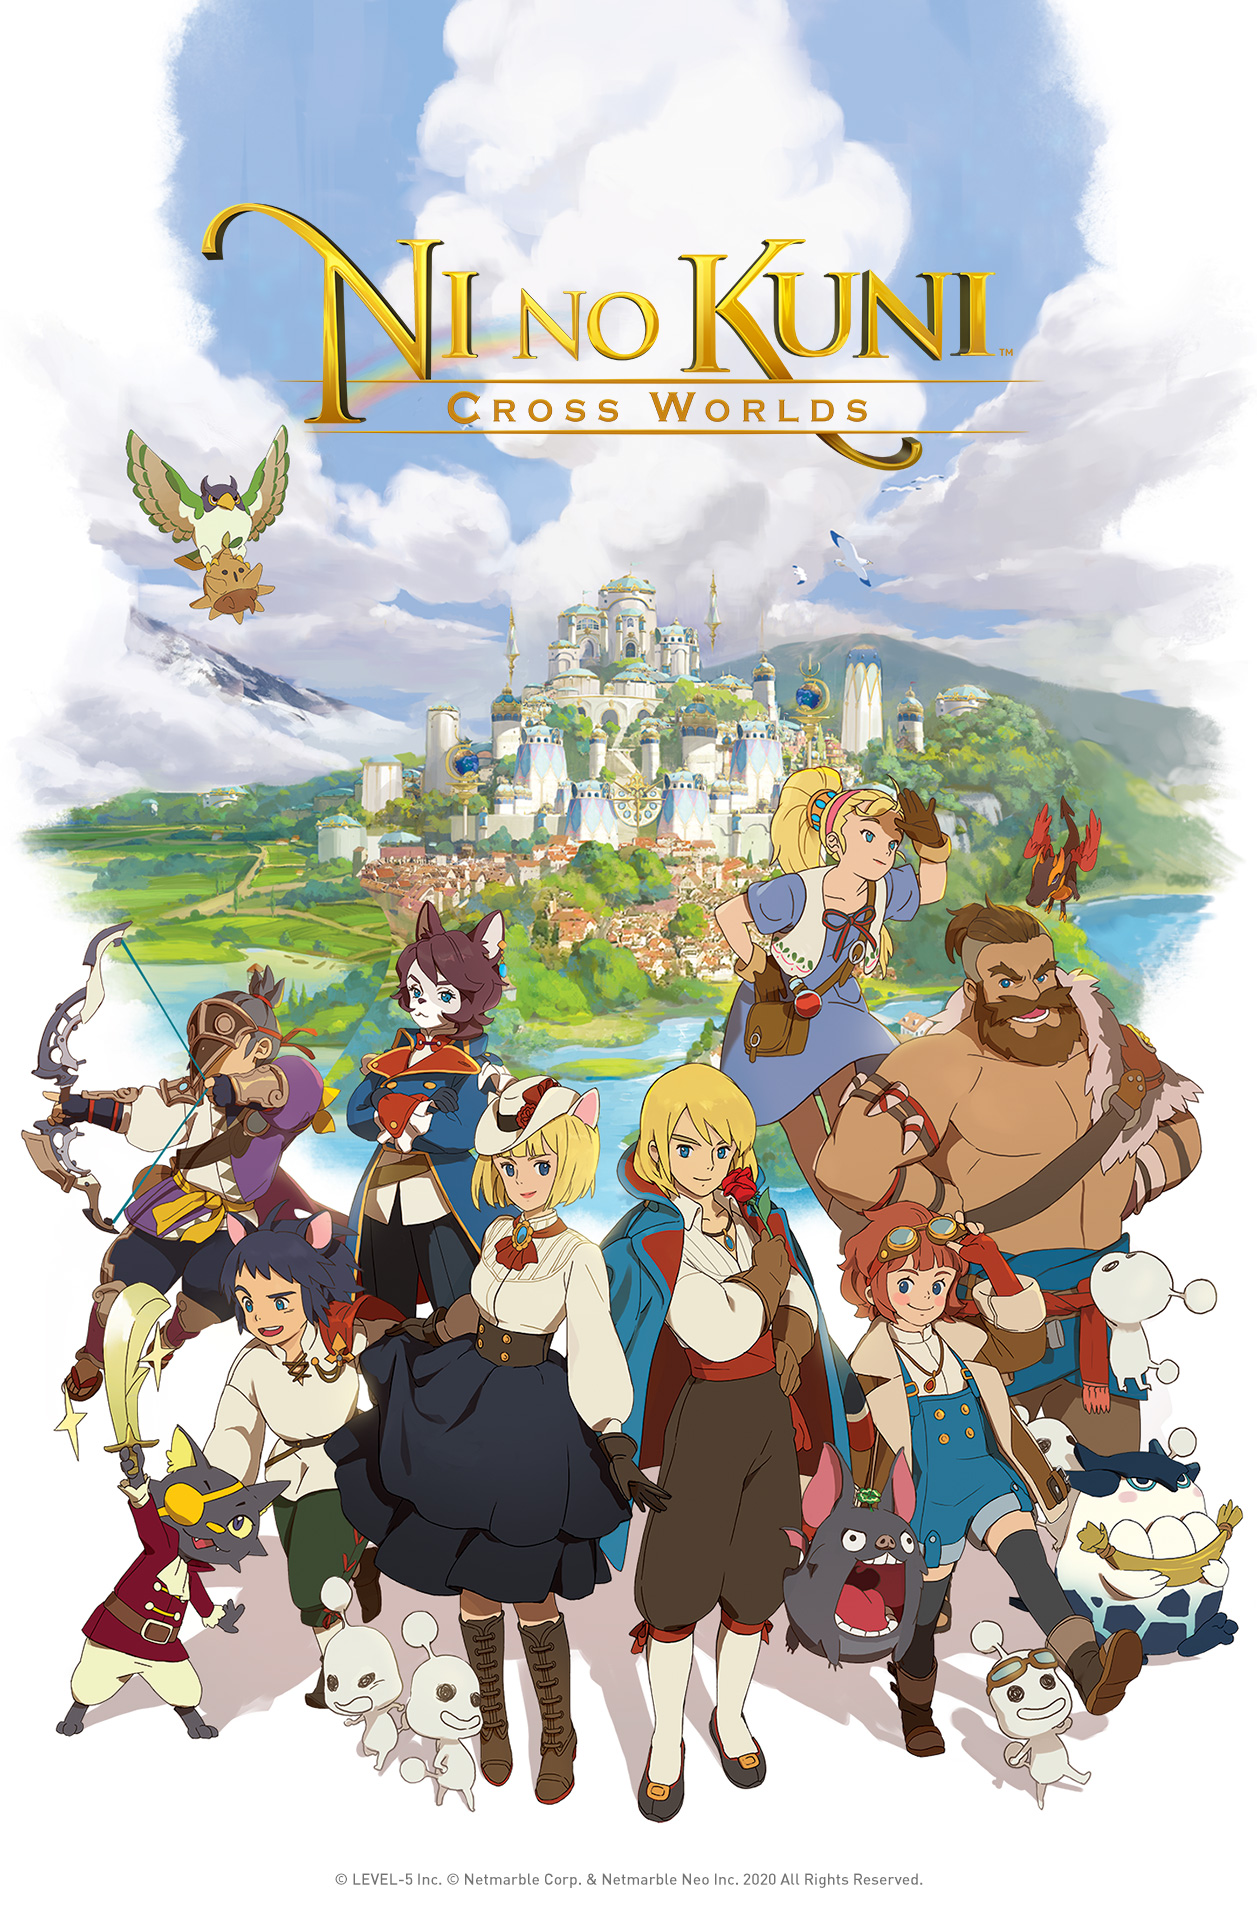 NI NO KUNI™
CROSS WORLDS
© LEVEL-5 Inc. © Netmarble Corp. & Netmarble Neo Inc. 2020 All Rights Reserved.